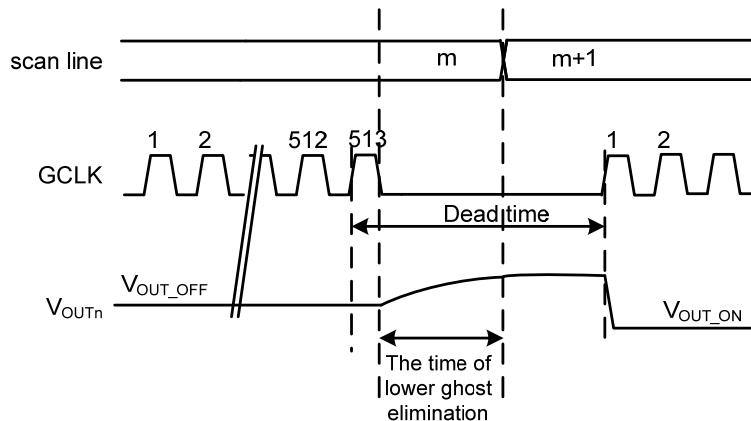 scan line
m
m+1
GCLK
1
2
512
513
1
2
Dead time
VOUTn
VOUT_OFF
VOUT_ON
The time of
lower ghost
elimination